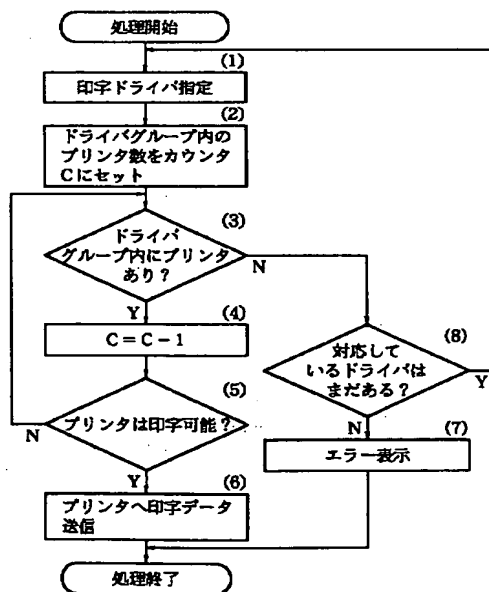 処理開始
(1)
印字ドライバ指定
(2)
ドライバグループ内の
プリンタ数をカウンタ
Cにセット
(3)
ドライバ
グループ内にプリンタ
あり?
N
Y
(4)
C=C-1
(5)
プリンタは印字可能?
N
Y
(6)
プリンタへ印字データ
送信
(8)
対応して
いるドライバは
まだある?
Y
N
(7)
エラー表示
処理終了